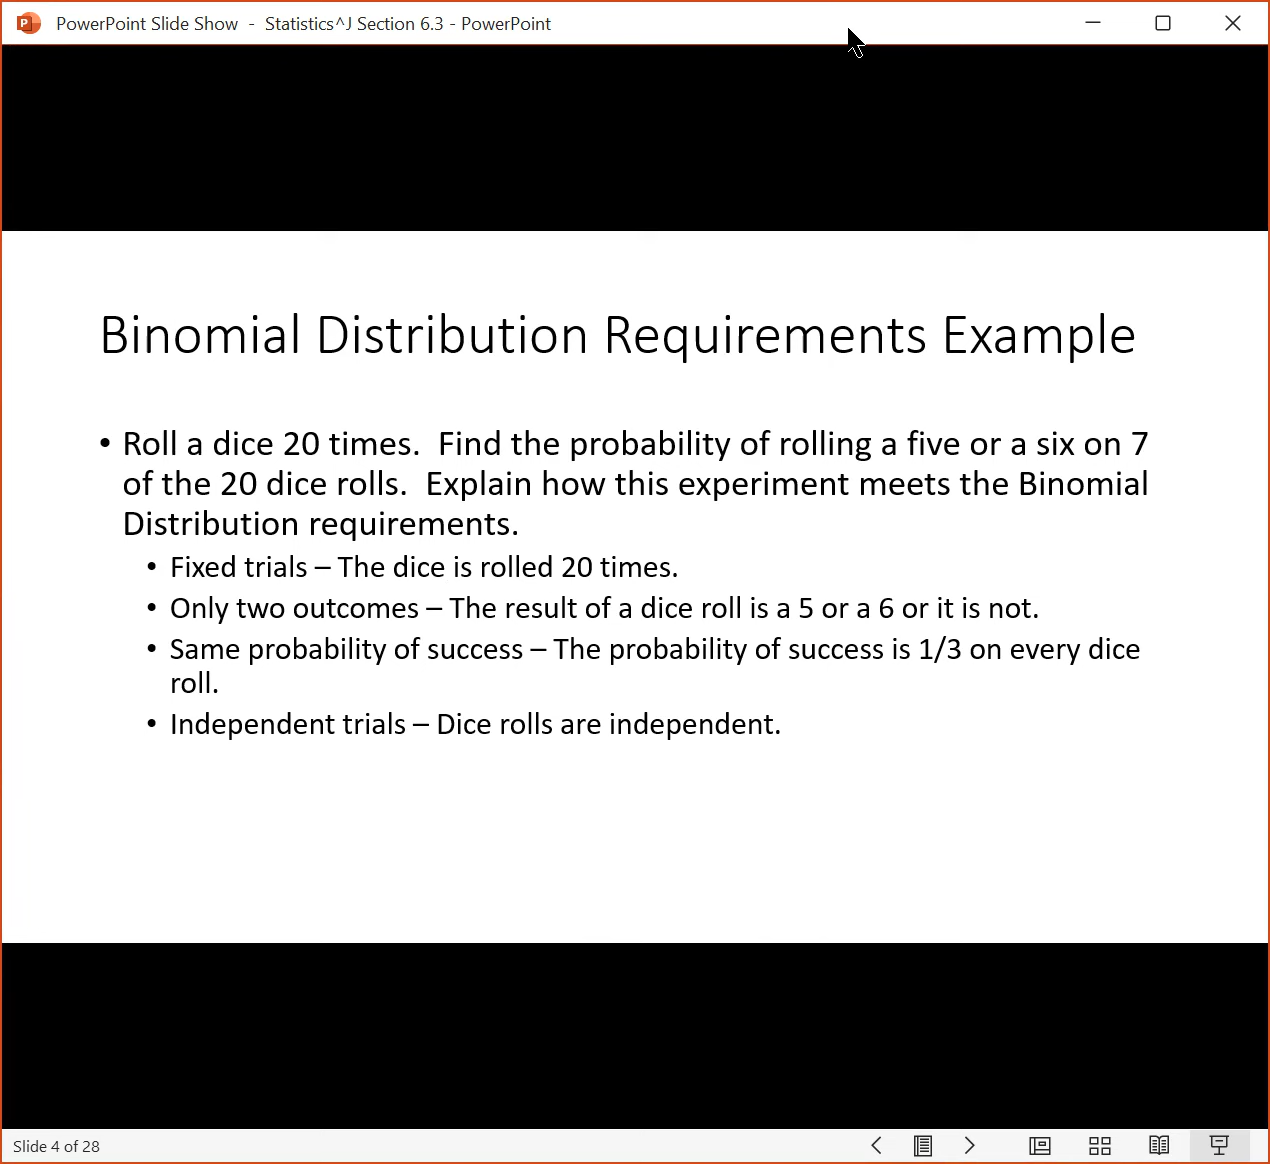 PowerPoint Slide Show - Statistics^J Section 6.3 - PowerPoint
Binomial Distribution Requirements Example
• Roll a dice 20 times. Find the probability of rolling a five or a six on 7
of the 20 dice rolls. Explain how this experiment meets the Binomial
Distribution requirements.
• Fixed trials – The dice is rolled 20 times.
• Only two outcomes – The result of a dice roll is a 5 or a 6 or it is not.
• Same probability of success – The probability of success is 1/3 on every dice
roll.
• Independent trials – Dice rolls are independent.
Slide 4 of 28